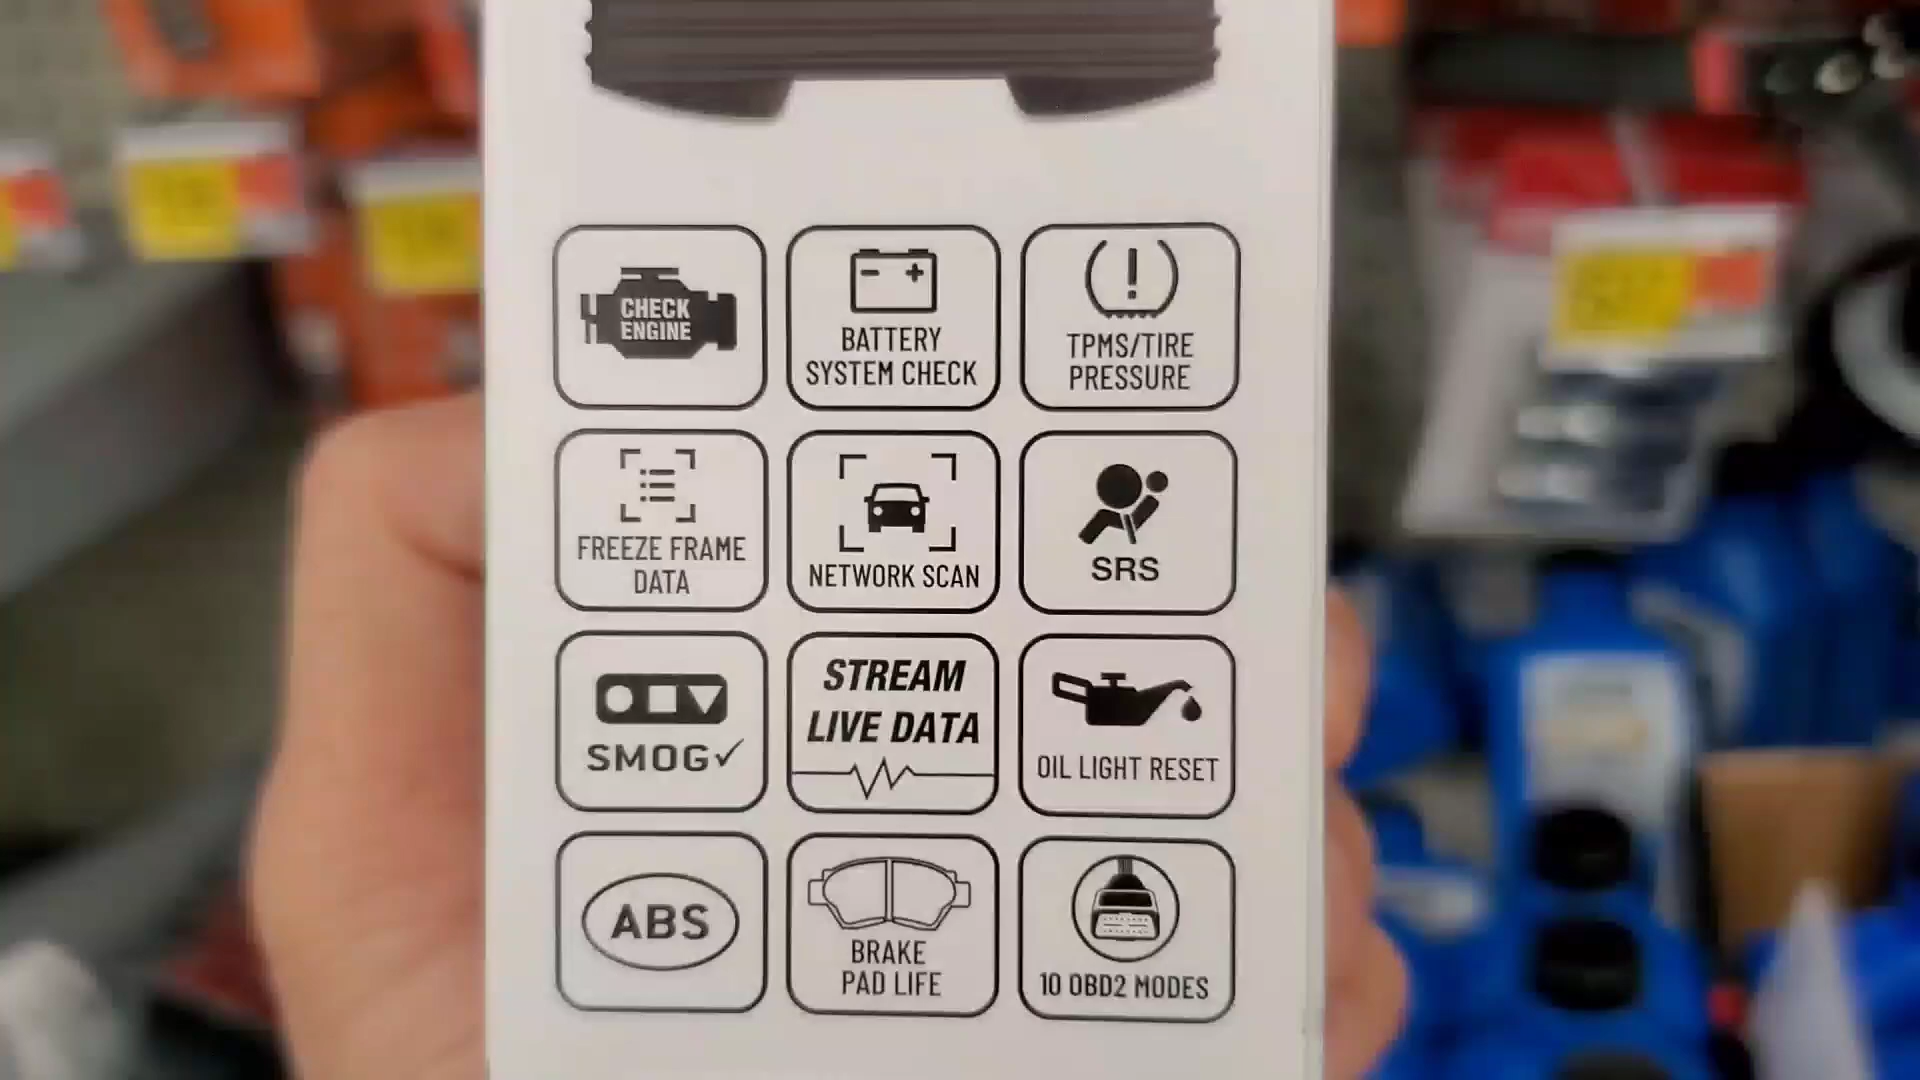 CHECK
ENGINE
BATTERY
SYSTEM CHECK
TPMS/TIRE
PRESSURE
FREEZE FRAME
DATA
NETWORK SCAN
SRS
SMOG✓
STREAM
LIVE DATA
OIL LIGHT RESET
ABS
BRAKE
PAD LIFE
10 OBD2 MODES